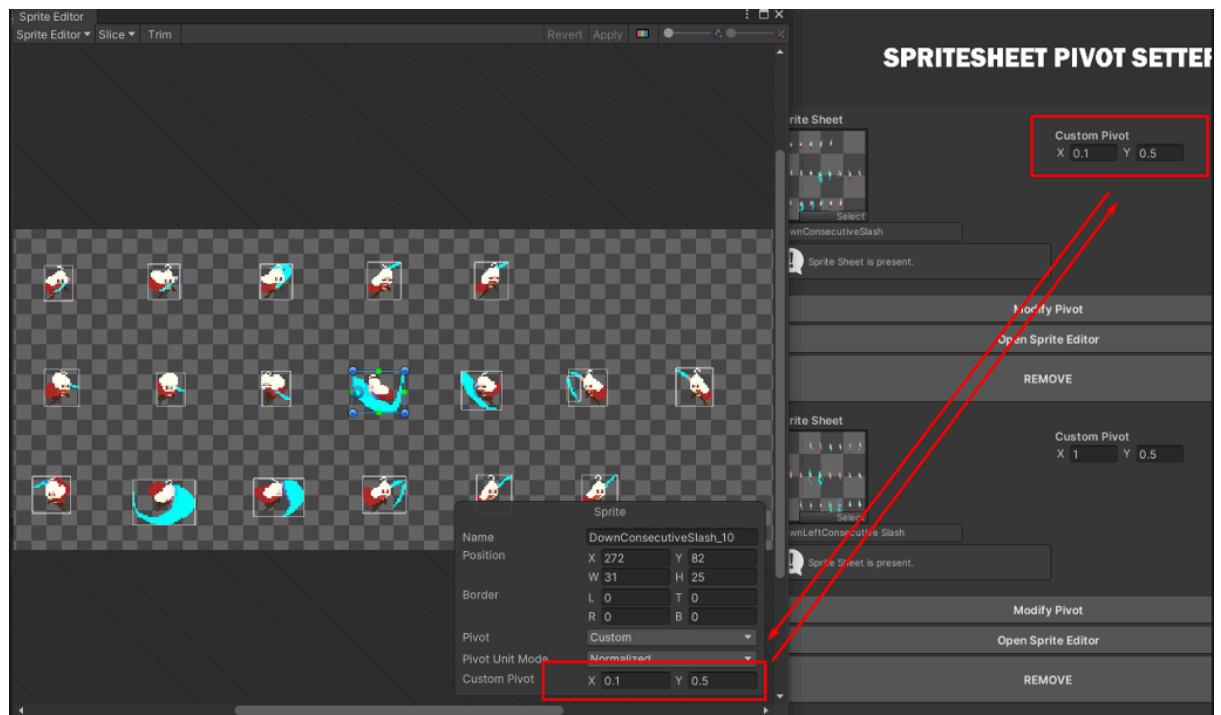 Sprite Editor
Sprite Editor Slice Trim Revert Apply
SPRITESHEET PIVOT SETTER
rite Sheet
Custom Pivot
X 0.1 Y 0.5
Select
wnConsecutiveSlash
Sprite Sheet is present.
Modify Pivot
Open Sprite Editor
REMOVE
rite Sheet
Custom Pivot
X 1 Y 0.5
Select
wnLeftConsecutive Slash
Sprite Sheet is present.
Modify Pivot
Open Sprite Editor
REMOVE
Sprite
Name DownConsecutiveSlash_10
Position X 272 Y 82
W 31 H 25
Border L 0 T 0
R 0 B 0
Pivot Custom
Pivot Unit Mode Normalized
Custom Pivot X 0.1 Y 0.5